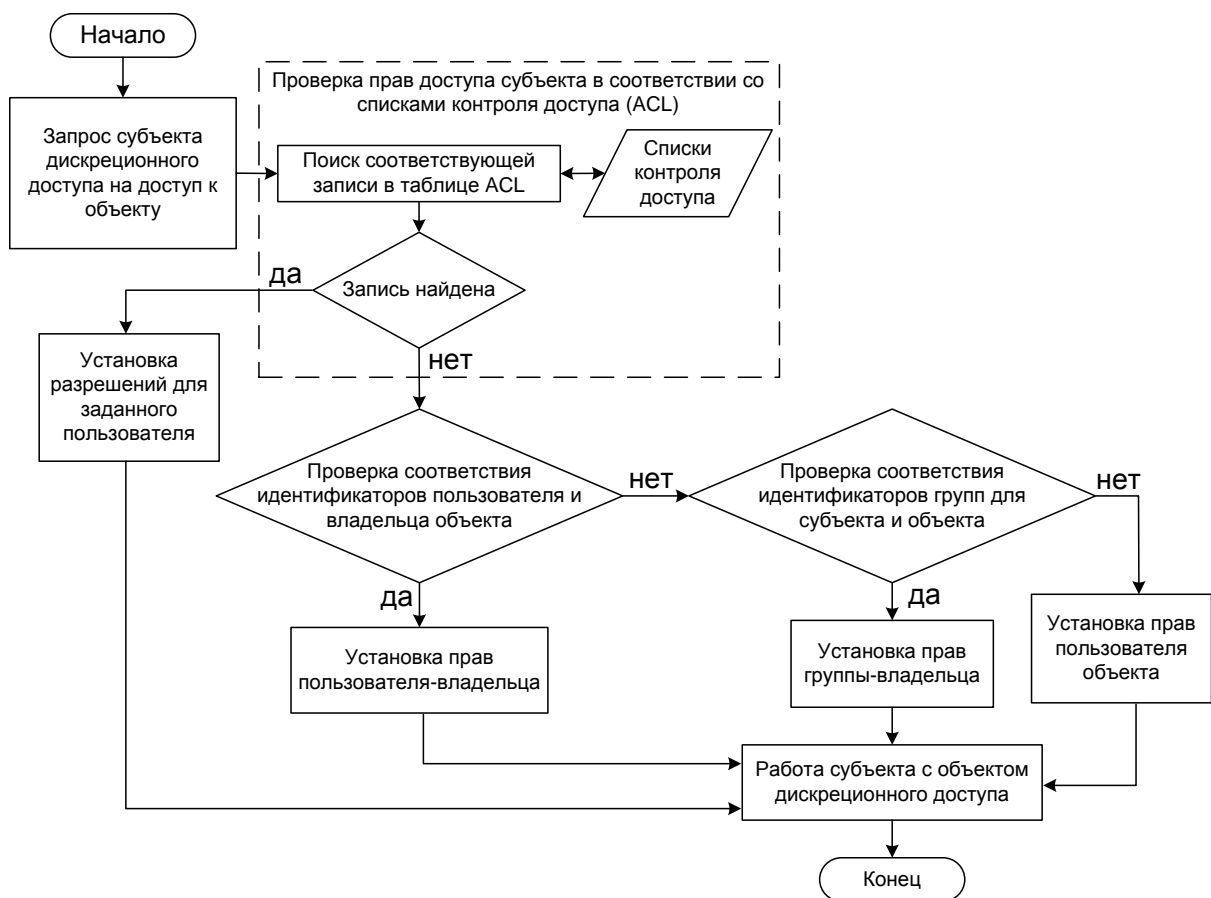 Начало
Проверка прав доступа субъекта в соответствии со
списками контроля доступа (ACL)
Запрос субъекта
дискреционного
доступа на доступ к
объекту
Поиск соответствующей
записи в таблице ACL
Списки
контроля
доступа
да
Запись найдена
нет
Установка
разрешений для
заданного
пользователя
Проверка соответствия
идентификаторов пользователя и
владельца объекта
нет
Проверка соответствия
идентификаторов групп для
субъекта и объекта
нет
да
да
Установка прав
пользователя-владельца
Установка прав
группы-владельца
Установка прав
пользователя
объекта
Работа субъекта с объектом
дискреционного доступа
Конец